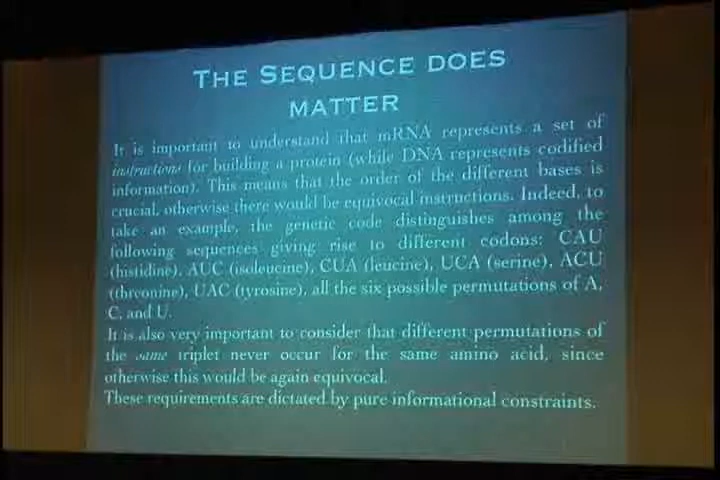 THE SEQUENCE DOES
MATTER
It is important to understand that mRNA represents a set of
instructions for building a protein (while DNA represents codified
information). This means that the order of the different bases is
crucial, otherwise there would be equivocal instructions. Indeed, to
take an example, the genetic code distinguishes among the
following sequences giving rise to different codons: CAU
(histidine), AUC (isoleucine), CUA (leucine), UCA (serine), ACU
(threonine), UAC (tyrosine), all the six possible permutations of A,
C, and U.
It is also very important to consider that different permutations of
the same triplet never occur for the same amino acid, since
otherwise this would be again equivocal.
These requirements are dictated by pure informational constraints.